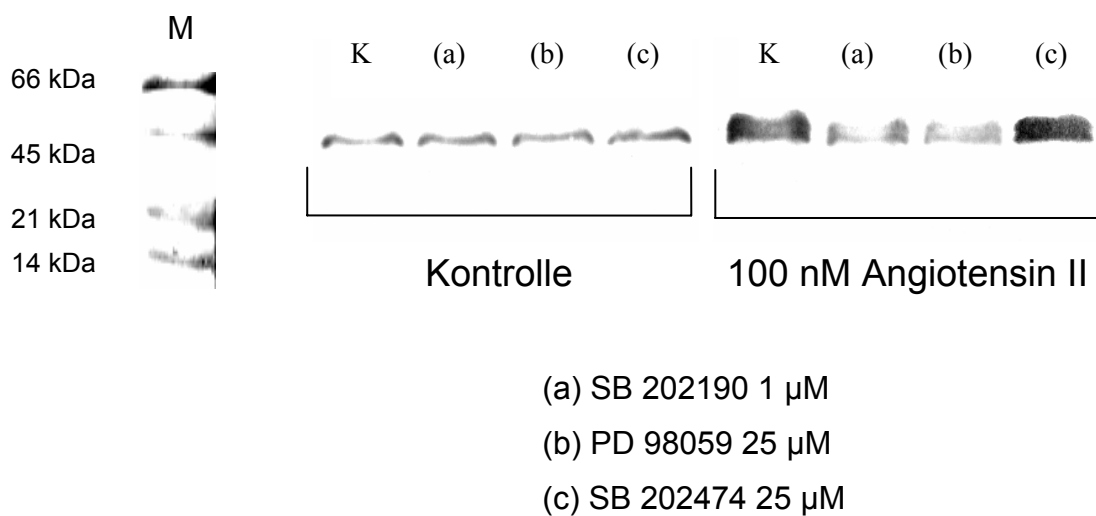 M
66 kDa
45 kDa
21 kDa
14 kDa
K (a) (b) (c)
K (a) (b) (c)
Kontrolle
100 nM Angiotensin II
(a) SB 202190 1 µM
(b) PD 98059 25 µM
(c) SB 202474 25 µM